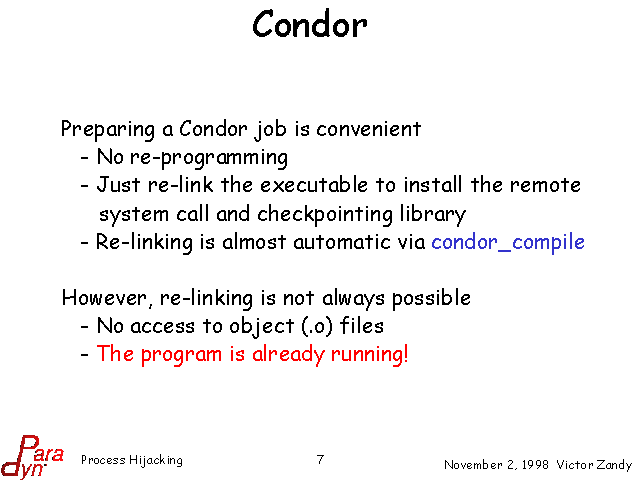 Condor
Preparing a Condor job is convenient
- No re-programming
- Just re-link the executable to install the remote
system call and checkpointing library
- Re-linking is almost automatic via condor_compile
However, re-linking is not always possible
- No access to object (.o) files
- The program is already running!
Para
dyn
Process Hijacking
7
November 2, 1998 Victor Zandy